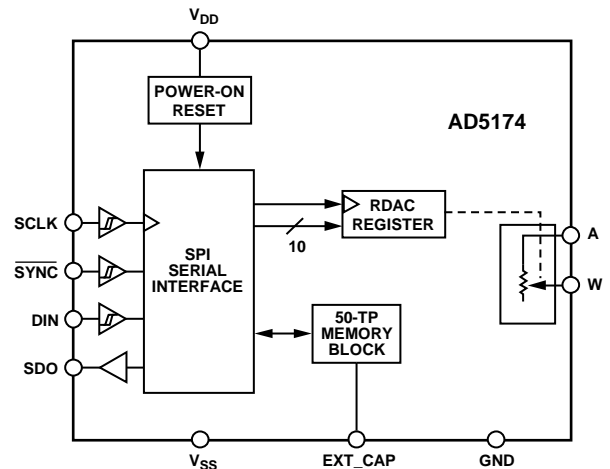 VDD
POWER-ON
RESET
AD5174
SCLK
SYNC
DIN
SDO
SPI
SERIAL
INTERFACE
10
RDAC
REGISTER
A
W
50-TP
MEMORY
BLOCK
VSS
EXT_CAP
GND